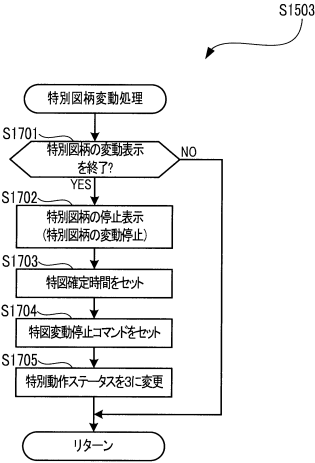 S1503
特別図柄変動処理
S1701
特別図柄の変動表示
を終了?
NO
YES
S1702
特別図柄の停止表示
(特別図柄の変動停止)
S1703
特図確定時間をセット
S1704
特図変動停止コマンドをセット
S1705
特別動作ステータスを3に変更
リターン